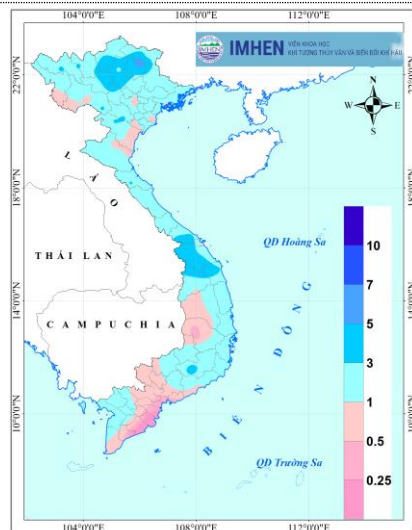 104°0'0"E 108°0'0"E 112°0'0"E
IMHEN VIỆN KHOA HỌC
KHÍ TƯỢNG THỦY VĂN VÀ BIẾN ĐỔI KHÍ HẬU
22°0'0"N
N
W E
S
LÀO
18°0'0"N
QĐ Hoàng Sa
THÁI LAN
10
7
14°0'0"N
5
CAMPUCHIA
3
BIỂN ĐÔNG
1
10°0'0"N
0.5
QĐ Trường Sa
0.25
104°0'0"E 108°0'0"E 112°0'0"E